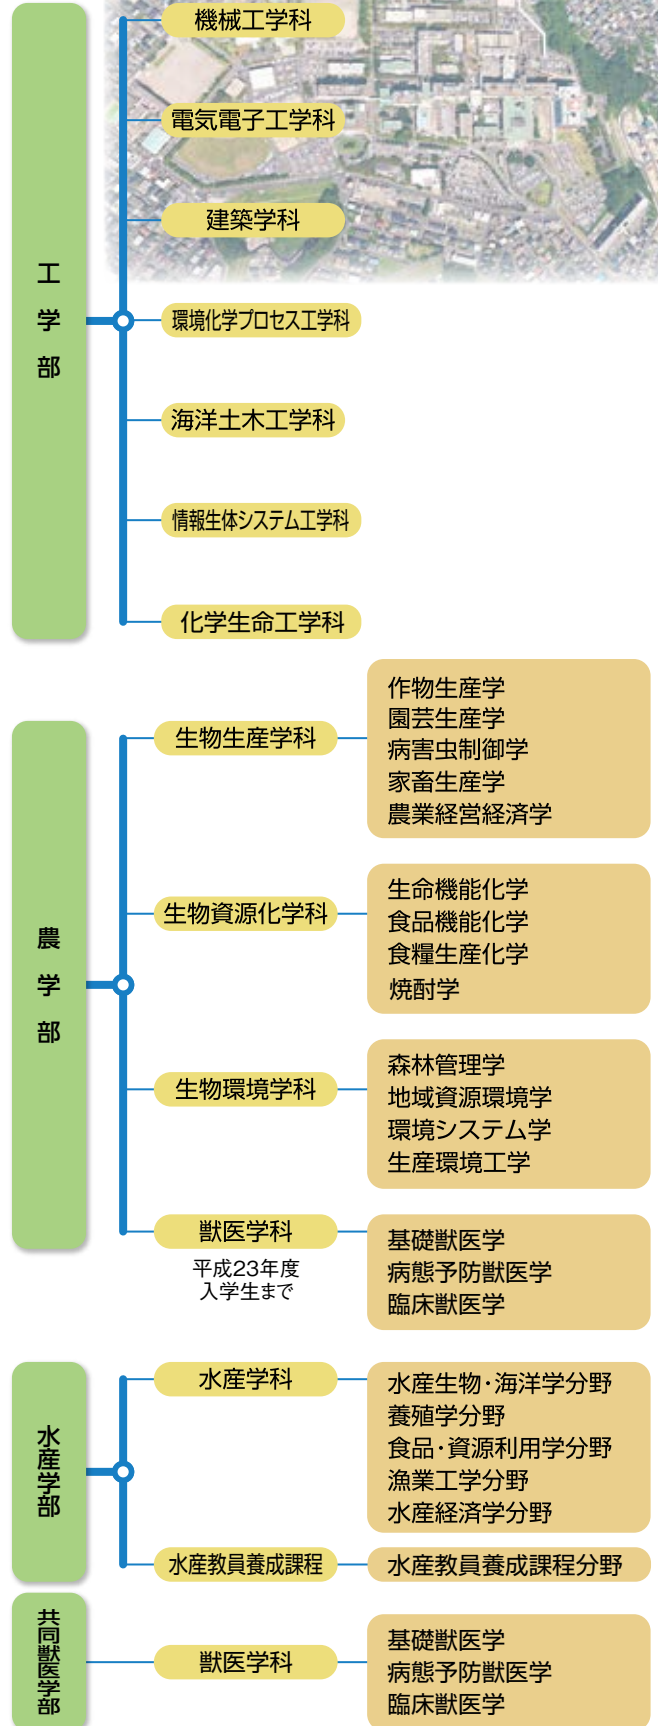 工学部
機械工学科
電気電子工学科
建築学科
環境化学プロセス工学科
海洋土木工学科
情報生体システム工学科
化学生命工学科
農学部
生物生産学科
作物生産学
園芸生産学
病害虫制御学
家畜生産学
農業経営経済学
生物資源化学科
生命機能化学
食品機能化学
食糧生産化学
焼酎学
生物環境学科
森林管理学
地域資源環境学
環境システム学
生産環境工学
獣医学科
平成23年度
入学生まで
基礎獣医学
病態予防獣医学
臨床獣医学
水産学部
水産学科
水産生物・海洋学分野
養殖学分野
食品・資源利用学分野
漁業工学分野
水産経済学分野
水産教員養成課程
水産教員養成課程分野
共同獣医学部
獣医学科
基礎獣医学
病態予防獣医学
臨床獣医学